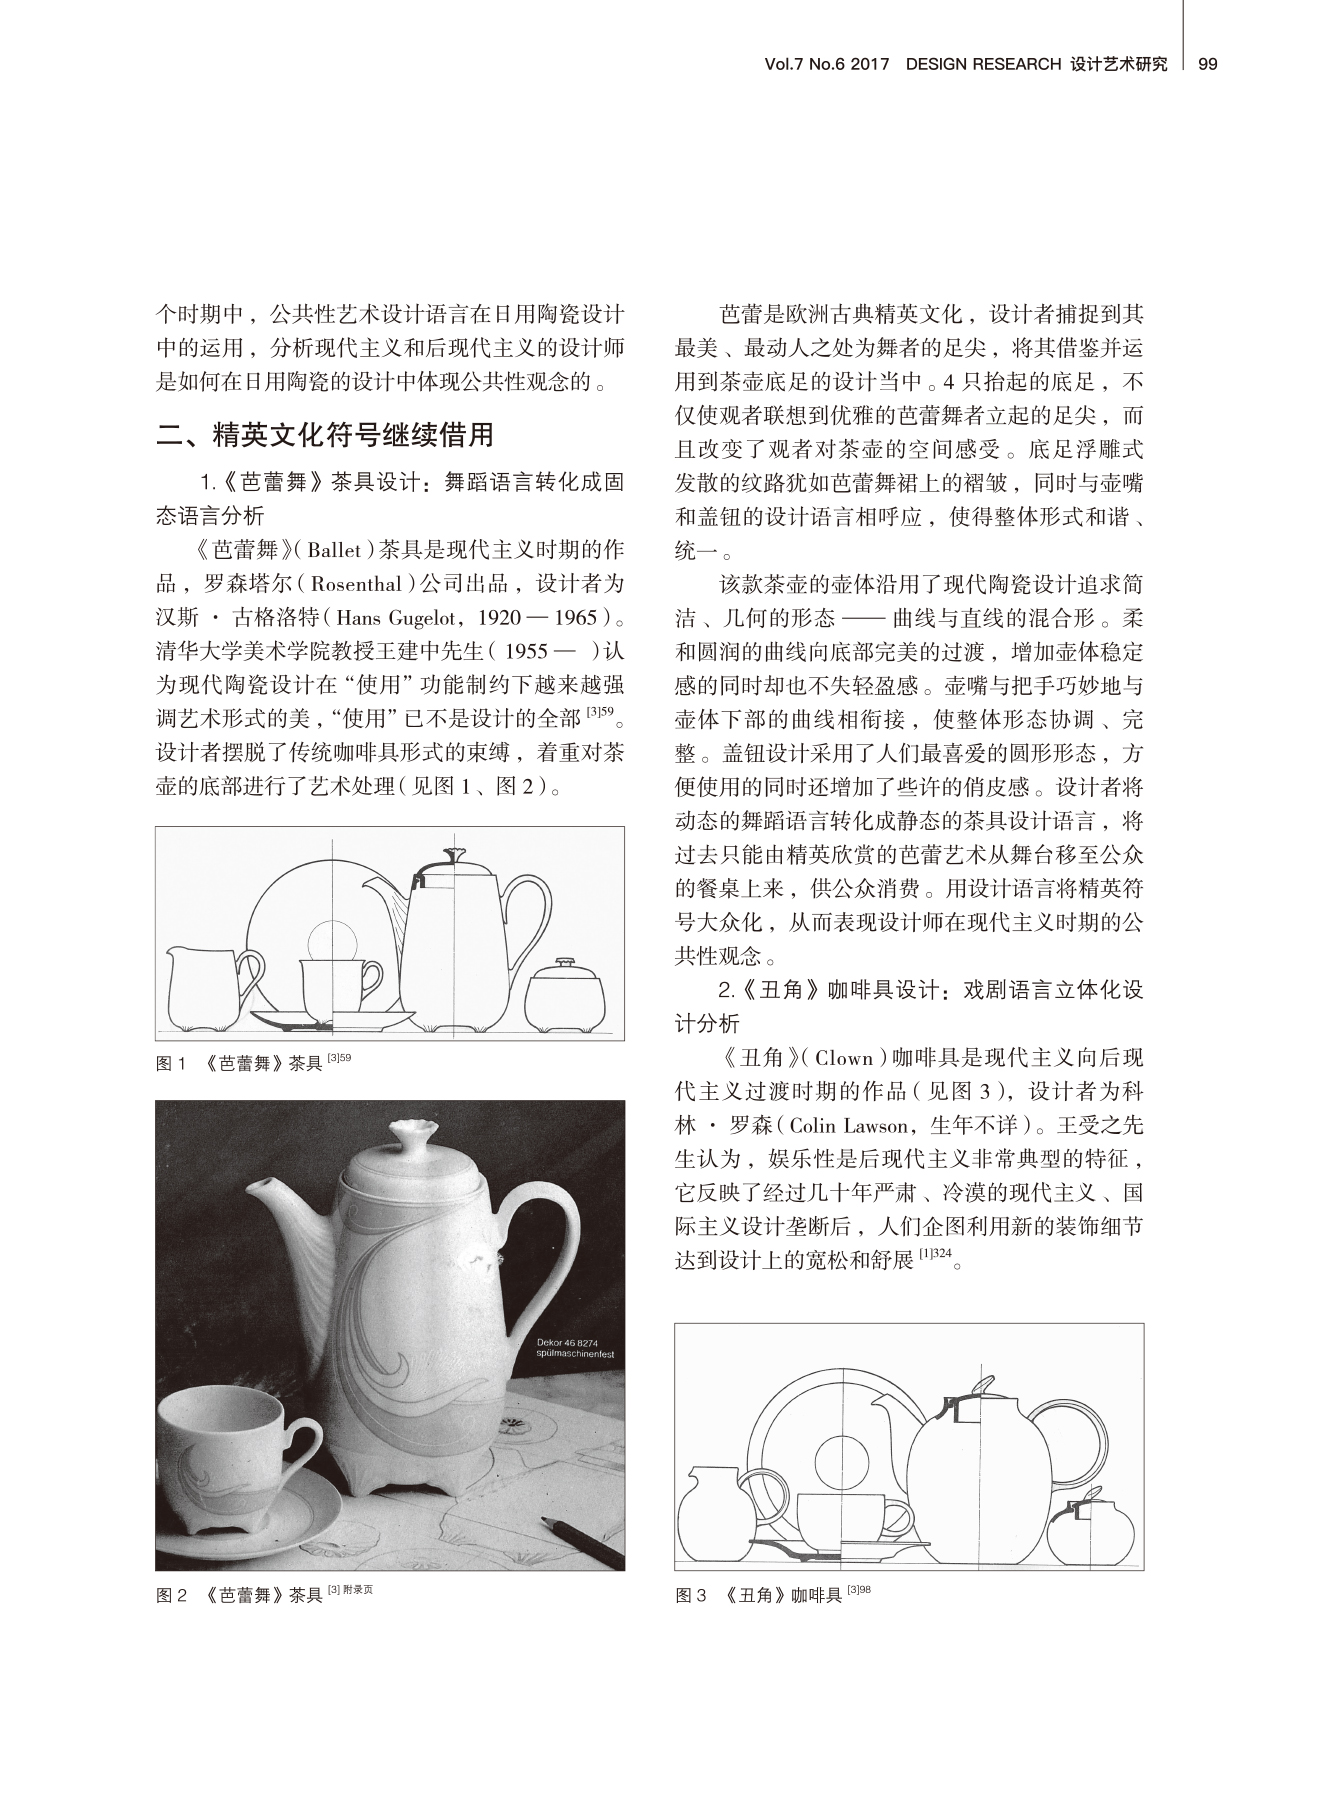 Vol.7 No.6 2017 DESIGN RESEARCH 设计艺术研究 99
个时期中，公共性艺术设计语言在日用陶瓷设计
中的运用，分析现代主义和后现代主义的设计师
是如何在日用陶瓷的设计中体现公共性观念的。
二、精英文化符号继续借用
1.《芭蕾舞》茶具设计：舞蹈语言转化成固
态语言分析
《芭蕾舞》（Ballet）茶具是现代主义时期的作
品，罗森塔尔（Rosenthal）公司出品，设计者为
汉斯·古格洛特（Hans Gugelot，1920—1965）。
清华大学美术学院教授王建中先生（1955— ）认
为现代陶瓷设计在“使用”功能制约下越来越强
调艺术形式的美，“使用”已不是设计的全部[3]59。
设计者摆脱了传统咖啡具形式的束缚，着重对茶
壶的底部进行了艺术处理（见图1、图2）。
图1 《芭蕾舞》茶具[3]59
Dekor 46 8274
spülmaschinenfest
图2 《芭蕾舞》茶具[3]附录页
芭蕾是欧洲古典精英文化，设计者捕捉到其
最美、最动人之处为舞者的足尖，将其借鉴并运
用到茶壶底足的设计当中。4只抬起的底足，不
仅使观者联想到优雅的芭蕾舞者立起的足尖，而
且改变了观者对茶壶的空间感受。底足浮雕式
发散的纹路犹如芭蕾舞裙上的褶皱，同时与壶嘴
和盖钮的设计语言相呼应，使得整体形式和谐、
统一。
该款茶壶的壶体沿用了现代陶瓷设计追求简
洁、几何的形态——曲线与直线的混合形。柔
和圆润的曲线向底部完美的过渡，增加壶体稳定
感的同时却也不失轻盈感。壶嘴与把手巧妙地与
壶体下部的曲线相衔接，使整体形态协调、完
整。盖钮设计采用了人们最喜爱的圆形形态，方
便使用的同时还增加了些许的俏皮感。设计者将
动态的舞蹈语言转化成静态的茶具设计语言，将
过去只能由精英欣赏的芭蕾艺术从舞台移至公众
的餐桌上来，供公众消费。用设计语言将精英符
号大众化，从而表现设计师在现代主义时期的公
共性观念。
2.《丑角》咖啡具设计：戏剧语言立体化设
计分析
《丑角》（Clown）咖啡具是现代主义向后现
代主义过渡时期的作品（见图3），设计者为科
林·罗森（Colin Lawson，生年不详）。王受之先
生认为，娱乐性是后现代主义非常典型的特征，
它反映了经过几十年严肃、冷漠的现代主义、国
际主义设计垄断后，人们企图利用新的装饰细节
达到设计上的宽松和舒展[1]324。
图3 《丑角》咖啡具[3]98